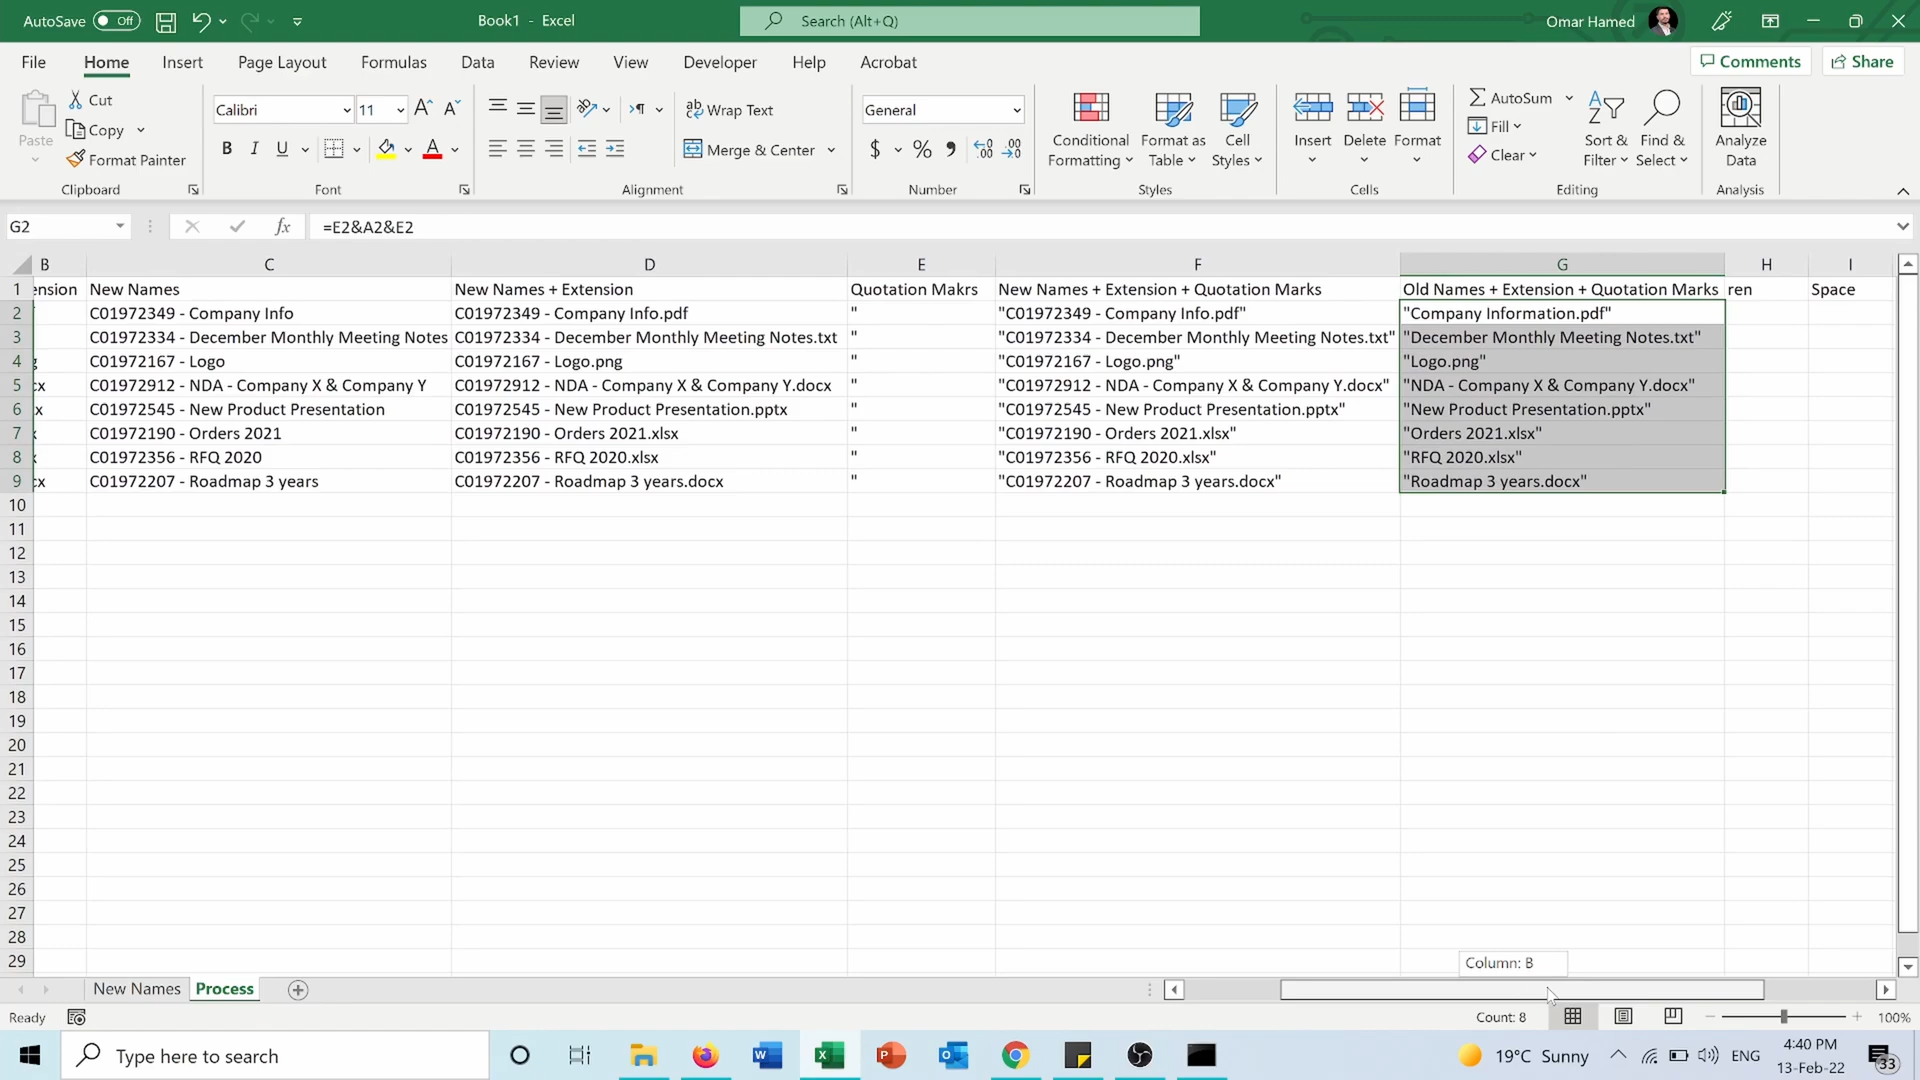 AutoSave Off Book1 - Excel Search (Alt+Q) Omar Hamed
File Home Insert Page Layout Formulas Data Review View Developer Help Acrobat Comments Share
Paste Cut Copy Format Painter Clipboard
Calibri 11 B I U Font
Wrap Text Merge & Center Alignment
General $ % Number
Conditional Formatting Format as Table Cell Styles Styles
Insert Delete Format Cells
AutoSum Fill Clear Sort & Filter Find & Select Editing
Analyze Data Analysis
G2 fx =E2&A2&E2
B C D E F G H I
1 ension New Names New Names + Extension Quotation Makrs New Names + Extension + Quotation Marks Old Names + Extension + Quotation Marks ren Space
2 C01972349 - Company Info C01972349 - Company Info.pdf " "C01972349 - Company Info.pdf" "Company Information.pdf"
3 C01972334 - December Monthly Meeting Notes C01972334 - December Monthly Meeting Notes.txt " "C01972334 - December Monthly Meeting Notes.txt" "December Monthly Meeting Notes.txt"
4 C01972167 - Logo C01972167 - Logo.png " "C01972167 - Logo.png" "Logo.png"
5 cx C01972912 - NDA - Company X & Company Y C01972912 - NDA - Company X & Company Y.docx " "C01972912 - NDA - Company X & Company Y.docx" "NDA - Company X & Company Y.docx"
6 x C01972545 - New Product Presentation C01972545 - New Product Presentation.pptx " "C01972545 - New Product Presentation.pptx" "New Product Presentation.pptx"
7 C01972190 - Orders 2021 C01972190 - Orders 2021.xlsx " "C01972190 - Orders 2021.xlsx" "Orders 2021.xlsx"
8 C01972356 - RFQ 2020 C01972356 - RFQ 2020.xlsx " "C01972356 - RFQ 2020.xlsx" "RFQ 2020.xlsx"
9 cx C01972207 - Roadmap 3 years C01972207 - Roadmap 3 years.docx " "C01972207 - Roadmap 3 years.docx" "Roadmap 3 years.docx"
10
11
12
13
14
15
16
17
18
19
20
21
22
23
24
25
26
27
28
29
Column: B
New Names Process
Ready Count: 8 100%
Type here to search 19°C Sunny ENG 4:40 PM 33
13-Feb-22